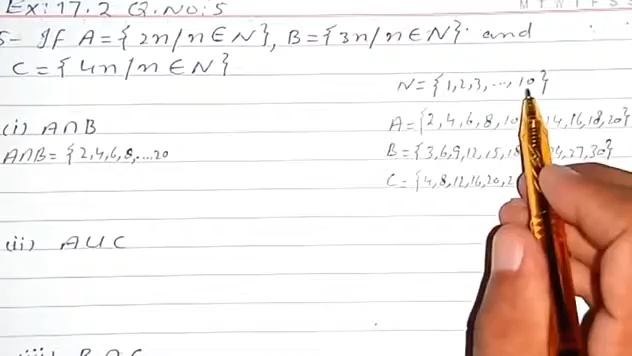 Ex: 17.2 Q.No:5
5- If A={2n/n∈N}, B={3n/n∈N} and
C={4n/n∈N}
N={1,2,3,...,10}
(i) A∩B
A={2,4,6,8,10 14,16,18,20}
A∩B={2,4,6,8,....20
B={3,6,9,12,15, 27,30}
C={4,8,12,16,20,
(ii) A∪C